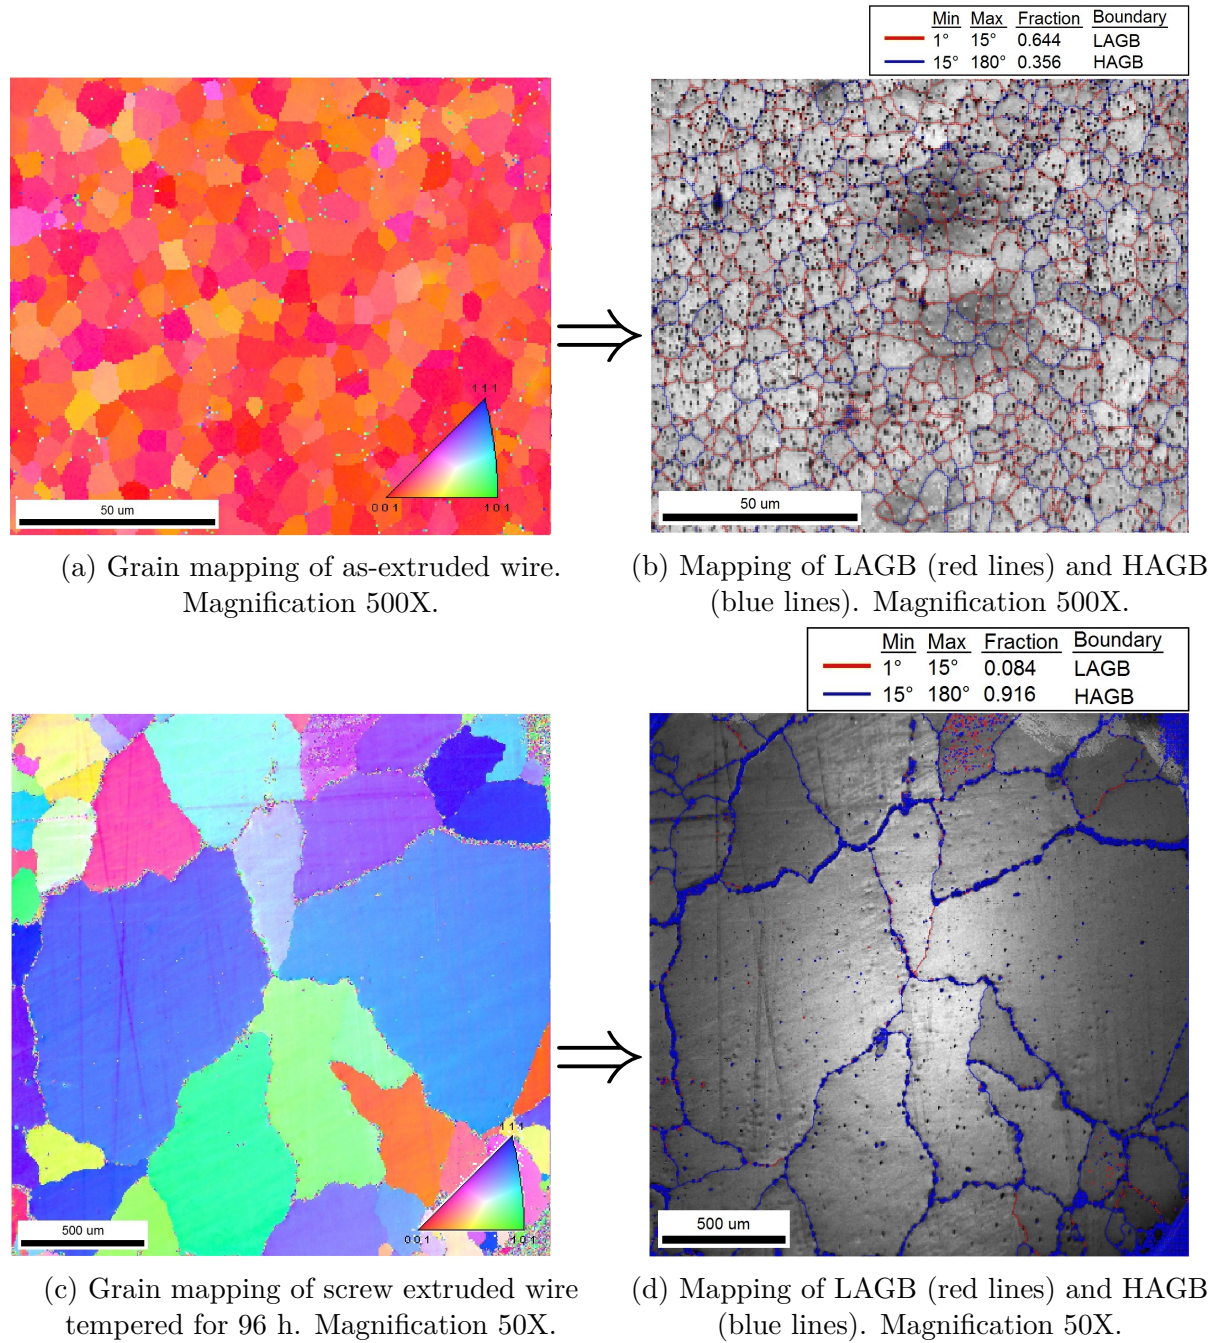 Min Max Fraction Boundary
1° 15° 0.644 LAGB
15° 180° 0.356 HAGB
111
001
101
50 um
50 um
(a) Grain mapping of as-extruded wire.
Magnification 500X.
(b) Mapping of LAGB (red lines) and HAGB
(blue lines). Magnification 500X.
Min Max Fraction Boundary
1° 15° 0.084 LAGB
15° 180° 0.916 HAGB
111
001
101
500 um
500 um
(c) Grain mapping of screw extruded wire
tempered for 96 h. Magnification 50X.
(d) Mapping of LAGB (red lines) and HAGB
(blue lines). Magnification 50X.